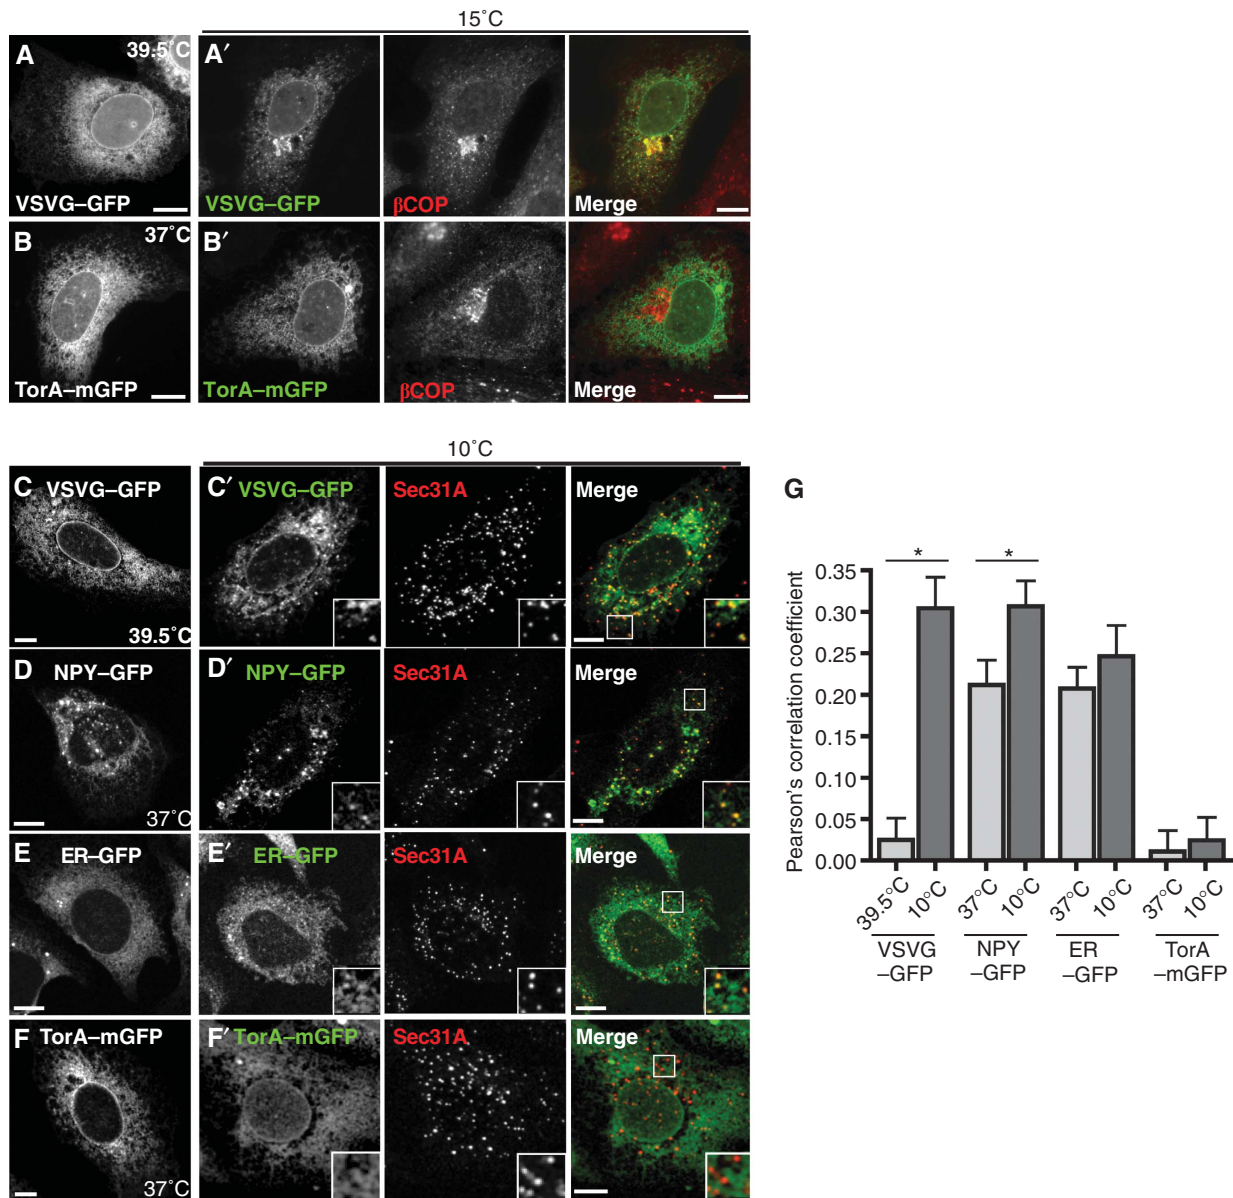 15˚C
A
39.5˚C
VSVG–GFP
A′
VSVG–GFP
βCOP
Merge
B
37˚C
TorA–mGFP
B′
TorA–mGFP
βCOP
Merge
10˚C
C VSVG–GFP
39.5˚C
C′ VSVG–GFP
Sec31A
Merge
D NPY–GFP
37˚C
D′ NPY–GFP
Sec31A
Merge
E ER–GFP
E′ ER–GFP
Sec31A
Merge
F TorA–mGFP
37˚C
F′ TorA–mGFP
Sec31A
Merge
G
Pearson's correlation coefficient
0.35
0.30
0.25
0.20
0.15
0.10
0.05
0.00
*
*
39.5°C
10°C
37°C
10°C
37°C
10°C
37°C
10°C
VSVG
–GFP
NPY
–GFP
ER
–GFP
TorA
–mGFP